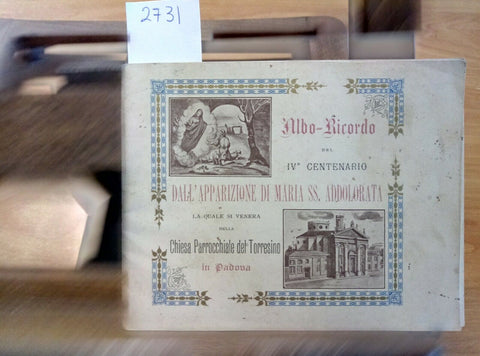 2731
Albo-Ricordo
DEL
IVº CENTENARIO
DALL'APPARIZIONE DI MARIA SS. ADDOLORATA
LA QUALE SI VENERA
NELLA
Chiesa Parrocchiale del Torresino
in Padova